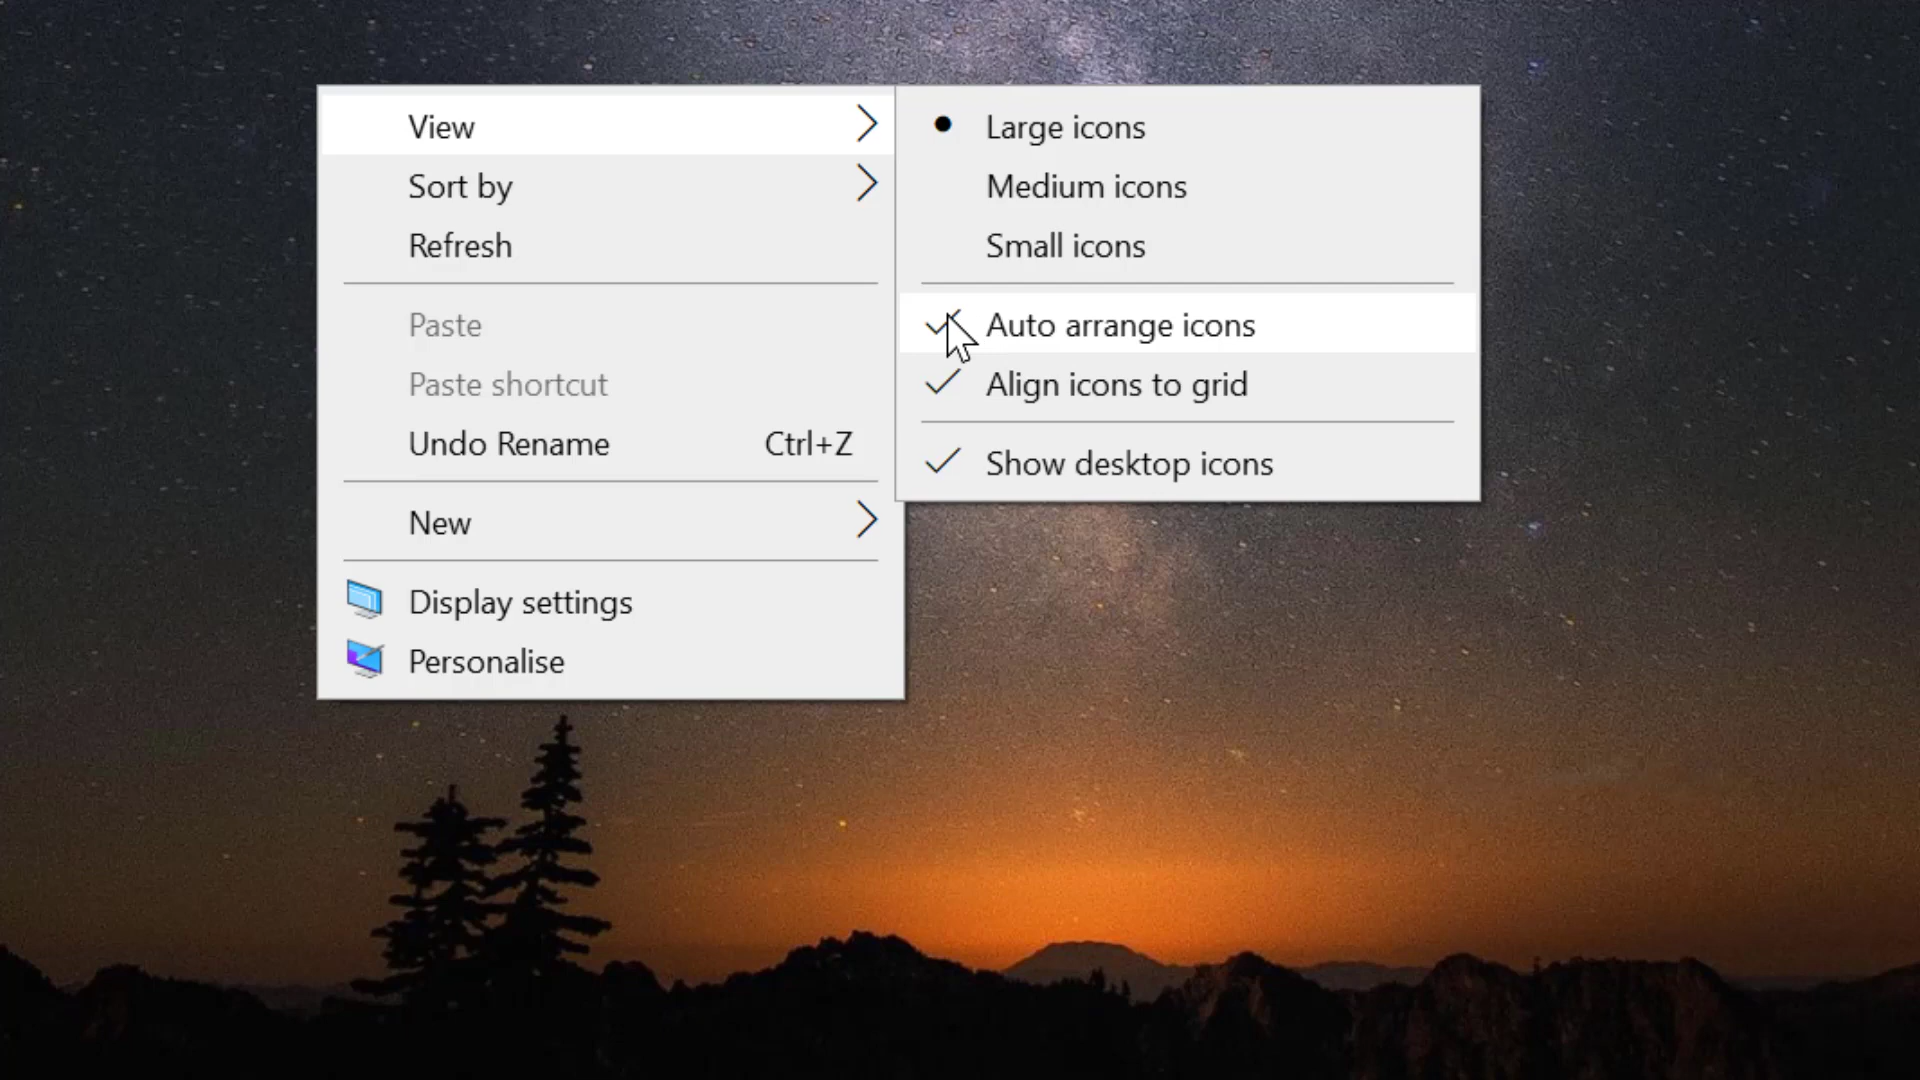 View
Sort by
Refresh
Paste
Paste shortcut
Undo Rename Ctrl+Z
New
Display settings
Personalise
Large icons
Medium icons
Small icons
Auto arrange icons
Align icons to grid
Show desktop icons